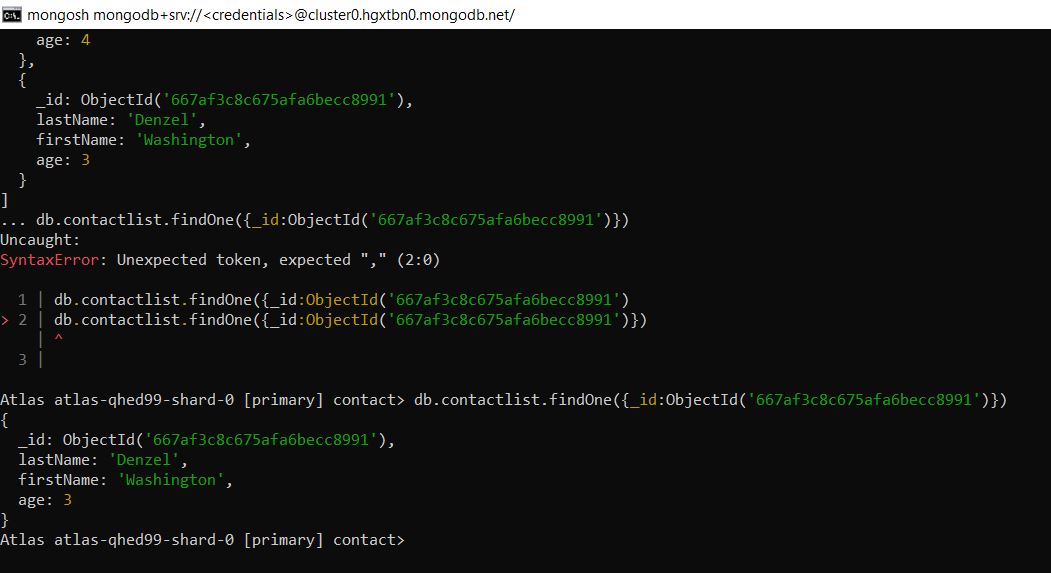 mongosh mongodb+srv://<credentials>@cluster0.hgxtbn0.mongodb.net/
age: 4
},
{
_id: ObjectId('667af3c8c675afa6becc8991'),
lastName: 'Denzel',
firstName: 'Washington',
age: 3
}
]
... db.contactlist.findOne({_id:ObjectId('667af3c8c675afa6becc8991')})
Uncaught:
SyntaxError: Unexpected token, expected "," (2:0)
1 | db.contactlist.findOne({_id:ObjectId('667af3c8c675afa6becc8991')
> 2 | db.contactlist.findOne({_id:ObjectId('667af3c8c675afa6becc8991')})
| ^
3 |
Atlas atlas-qhed99-shard-0 [primary] contact> db.contactlist.findOne({_id:ObjectId('667af3c8c675afa6becc8991')})
{
_id: ObjectId('667af3c8c675afa6becc8991'),
lastName: 'Denzel',
firstName: 'Washington',
age: 3
}
Atlas atlas-qhed99-shard-0 [primary] contact>